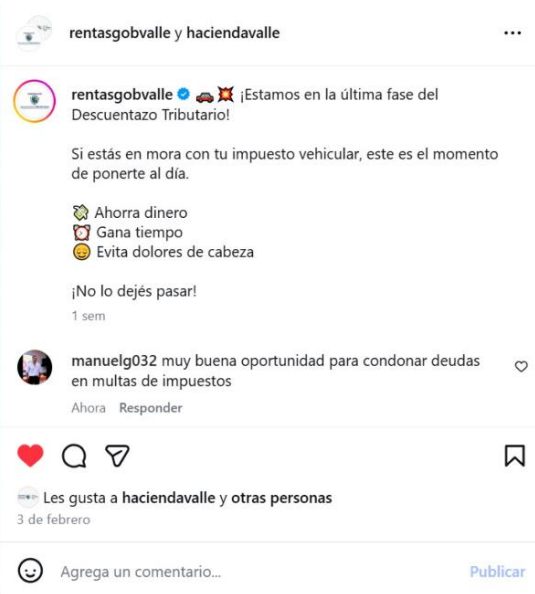 rentasgobvalle y haciendavalle
rentasgobvalle 🚗💥 ¡Estamos en la última fase del
Descuentazo Tributario!
Si estás en mora con tu impuesto vehicular, este es el momento
de ponerte al día.
💸 Ahorra dinero
⏰ Gana tiempo
😌 Evita dolores de cabeza
¡No lo dejés pasar!
1 sem
manuelg032 muy buena oportunidad para condonar deudas
en multas de impuestos
Ahora Responder
Les gusta a haciendavalle y otras personas
3 de febrero
Agrega un comentario... Publicar